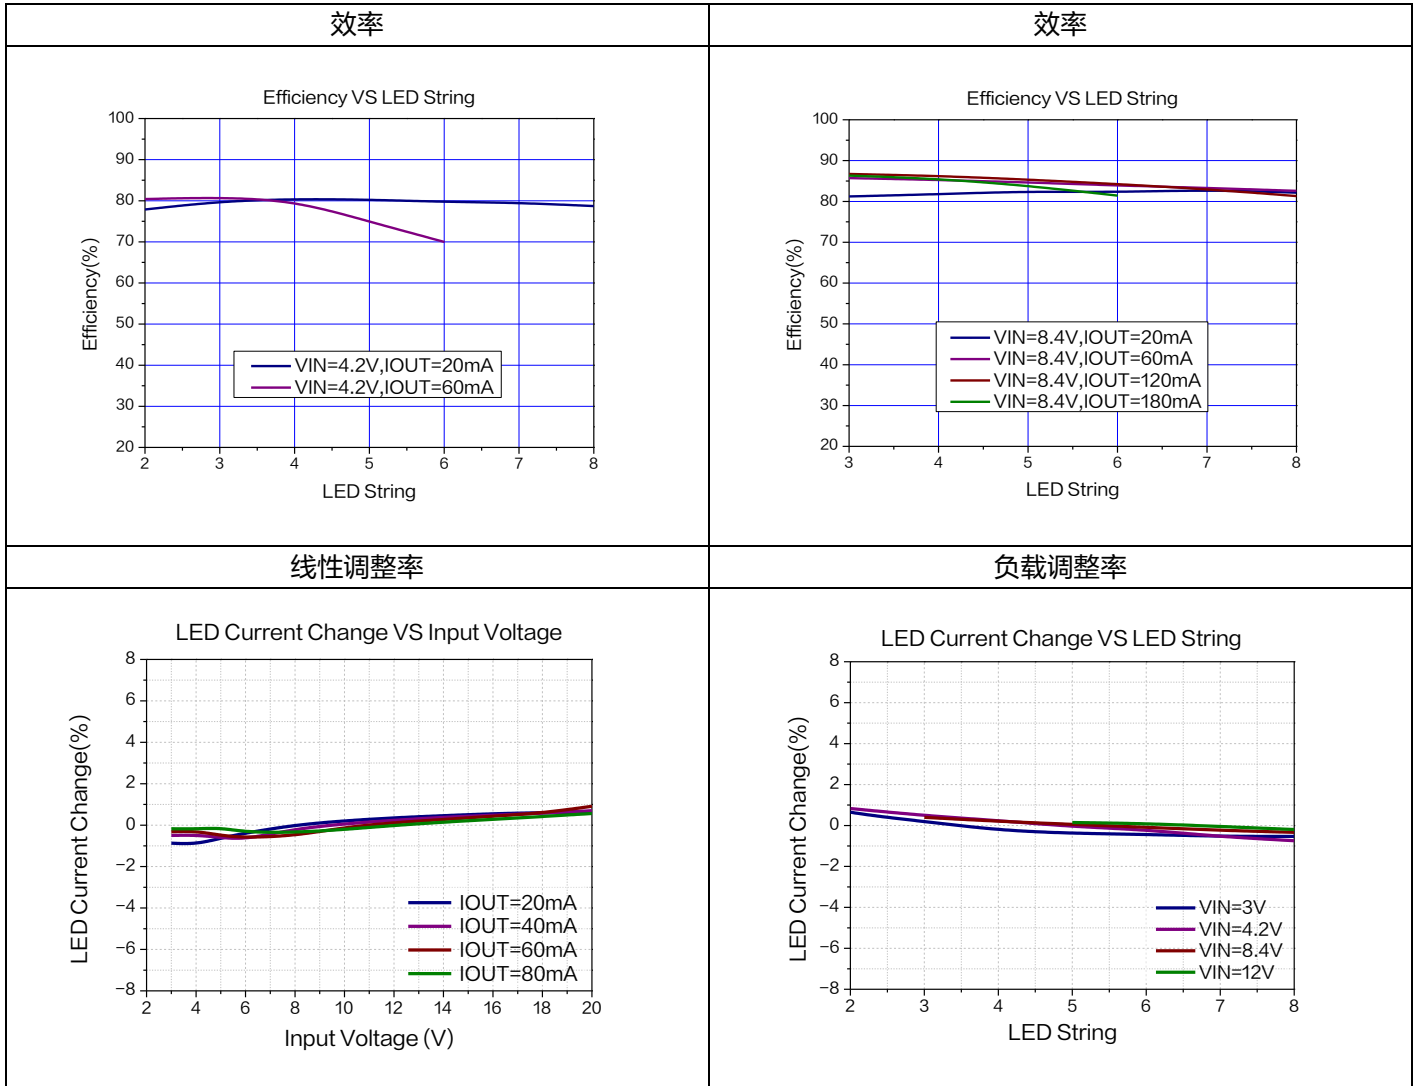 效率
效率
Efficiency VS LED String
100
90
80
70
60
50
40
30
20
Efficiency(%)
VIN=4.2V,IOUT=20mA
VIN=4.2V,IOUT=60mA
2 3 4 5 6 7 8
LED String
Efficiency VS LED String
100
90
80
70
60
50
40
30
20
Efficiency(%)
VIN=8.4V,IOUT=20mA
VIN=8.4V,IOUT=60mA
VIN=8.4V,IOUT=120mA
VIN=8.4V,IOUT=180mA
3 4 5 6 7 8
LED String
线性调整率
负载调整率
LED Current Change VS Input Voltage
8
6
4
2
0
−2
−4
−6
−8
LED Current Change(%)
IOUT=20mA
IOUT=40mA
IOUT=60mA
IOUT=80mA
2 4 6 8 10 12 14 16 18 20
Input Voltage (V)
LED Current Change VS LED String
8
6
4
2
0
−2
−4
−6
−8
LED Current Change(%)
VIN=3V
VIN=4.2V
VIN=8.4V
VIN=12V
2 3 4 5 6 7 8
LED String